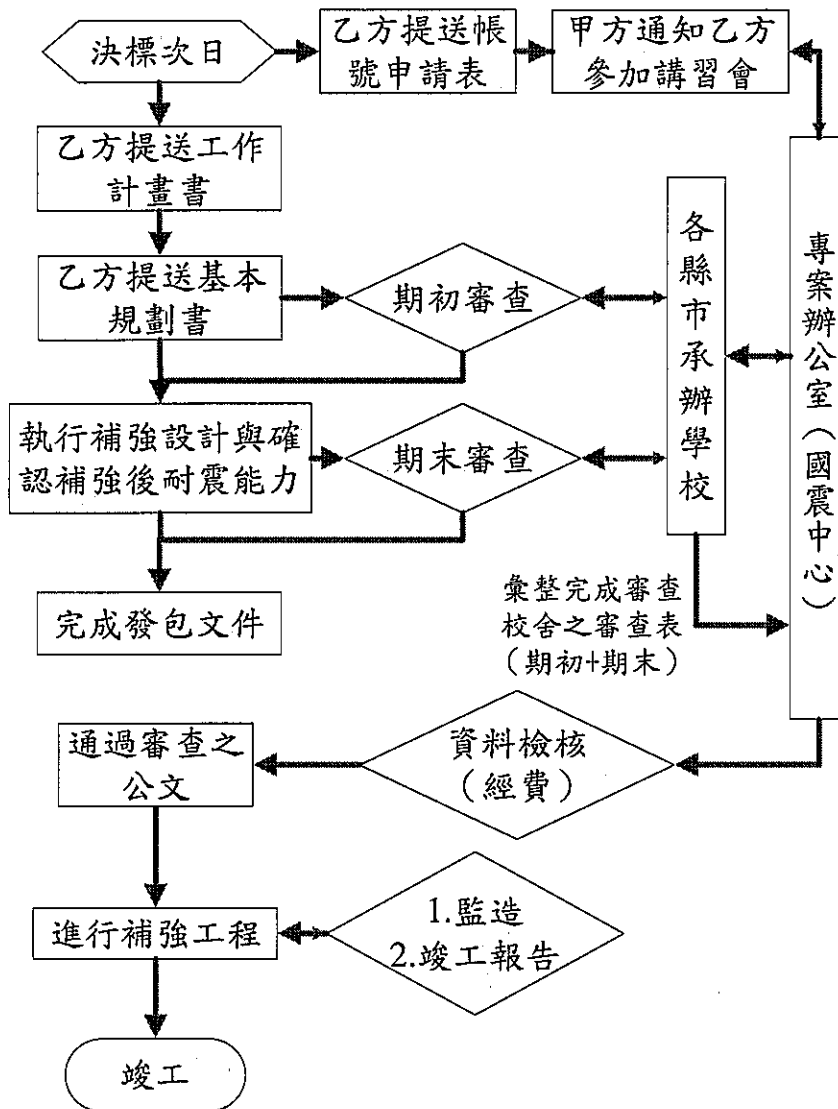 決標次日
乙方提送帳
號申請表
甲方通知乙方
參加講習會
乙方提送工作
計畫書
乙方提送基本
規劃書
期初審查
各縣市承辦學校
專案辦公室（國震中心）
執行補強設計與確
認補強後耐震能力
期末審查
完成發包文件
彙整完成審查
校舍之審查表
（期初+期末）
通過審查之
公文
資料檢核
（經費）
進行補強工程
1.監造
2.竣工報告
竣工